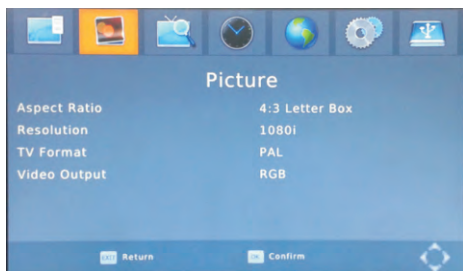 Picture
Aspect Ratio 4:3 Letter Box
Resolution 1080i
TV Format PAL
Video Output RGB
EXIT Return OK Confirm